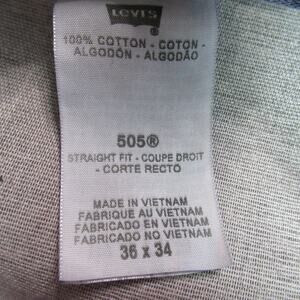 LEVI'S
®
100% COTTON - COTON -
ALGODÓN - ALGODÃO
505®
STRAIGHT FIT - COUPE DROIT
- CORTE RECTO
MADE IN VIETNAM
FABRIQUE AU VIETNAM
FABRICADO EN VIETNAM
FABRICADO NO VIETNAM
36 x 34